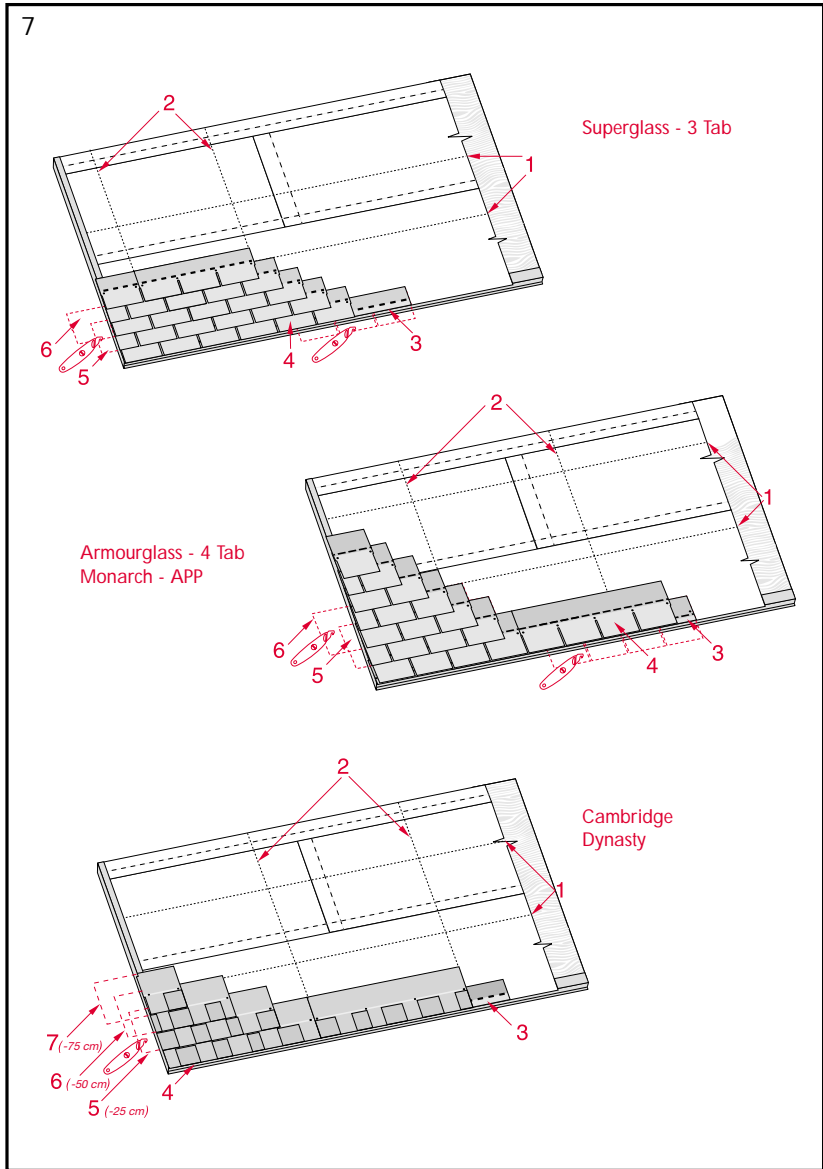 7
2
Superglass - 3 Tab
1
6
5
4
3
2
1
Armourglass - 4 Tab
Monarch - APP
6
5
4
3
2
Cambridge
Dynasty
1
7 (-75 cm)
6 (-50 cm)
5 (-25 cm)
4
3